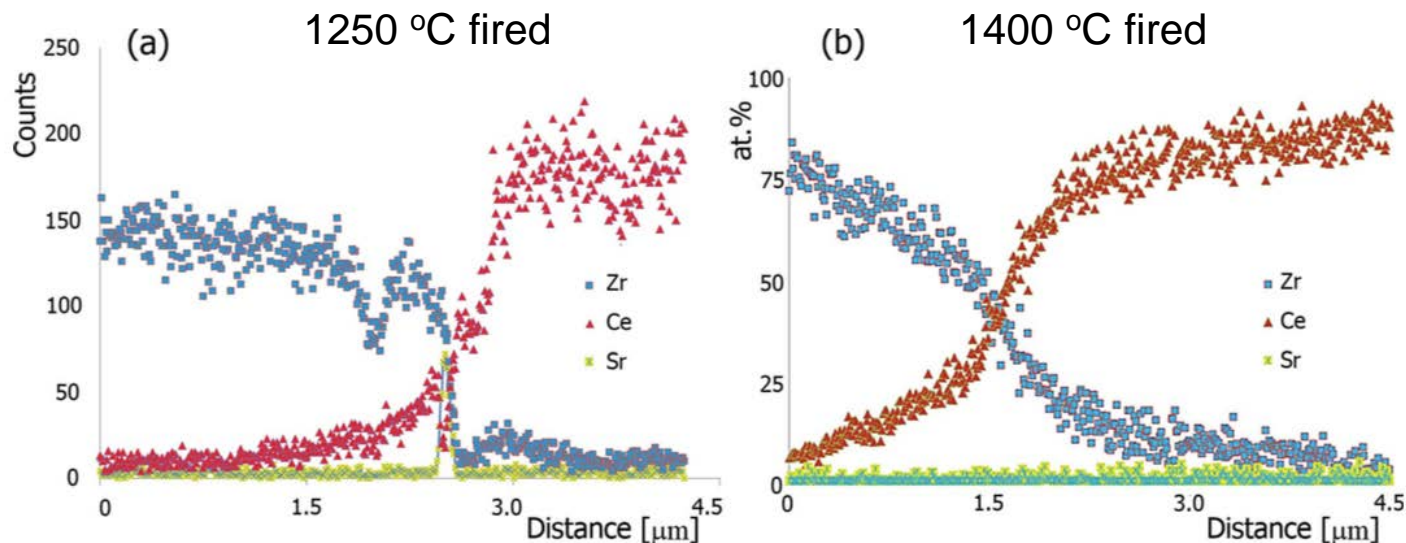 (a) 1250 °C fired
250
200
150
100
50
0
Counts
Zr
Ce
Sr
0 1.5 3.0 4.5
Distance [μm]
(b) 1400 °C fired
100
75
50
25
0
at.%
Zr
Ce
Sr
0 1.5 3.0 4.5
Distance [μm]